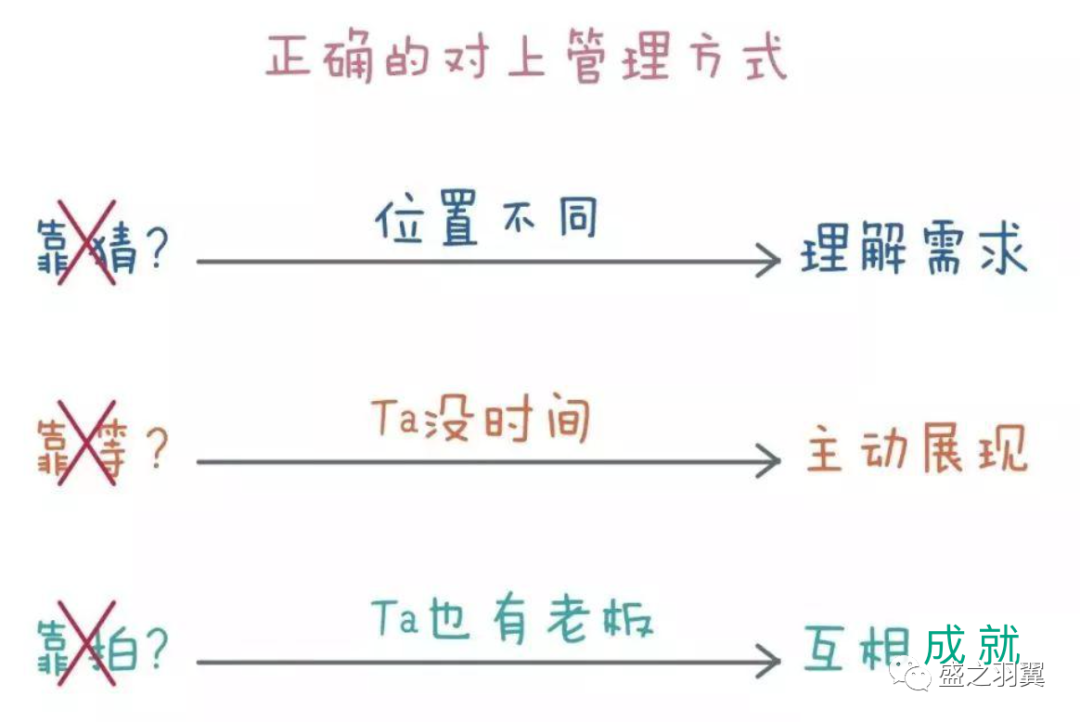 正确的对上管理方式
靠猜? 位置不同 理解需求
靠等? Ta没时间 主动展现
靠拍? Ta也有老板 互相成就
盛之羽翼